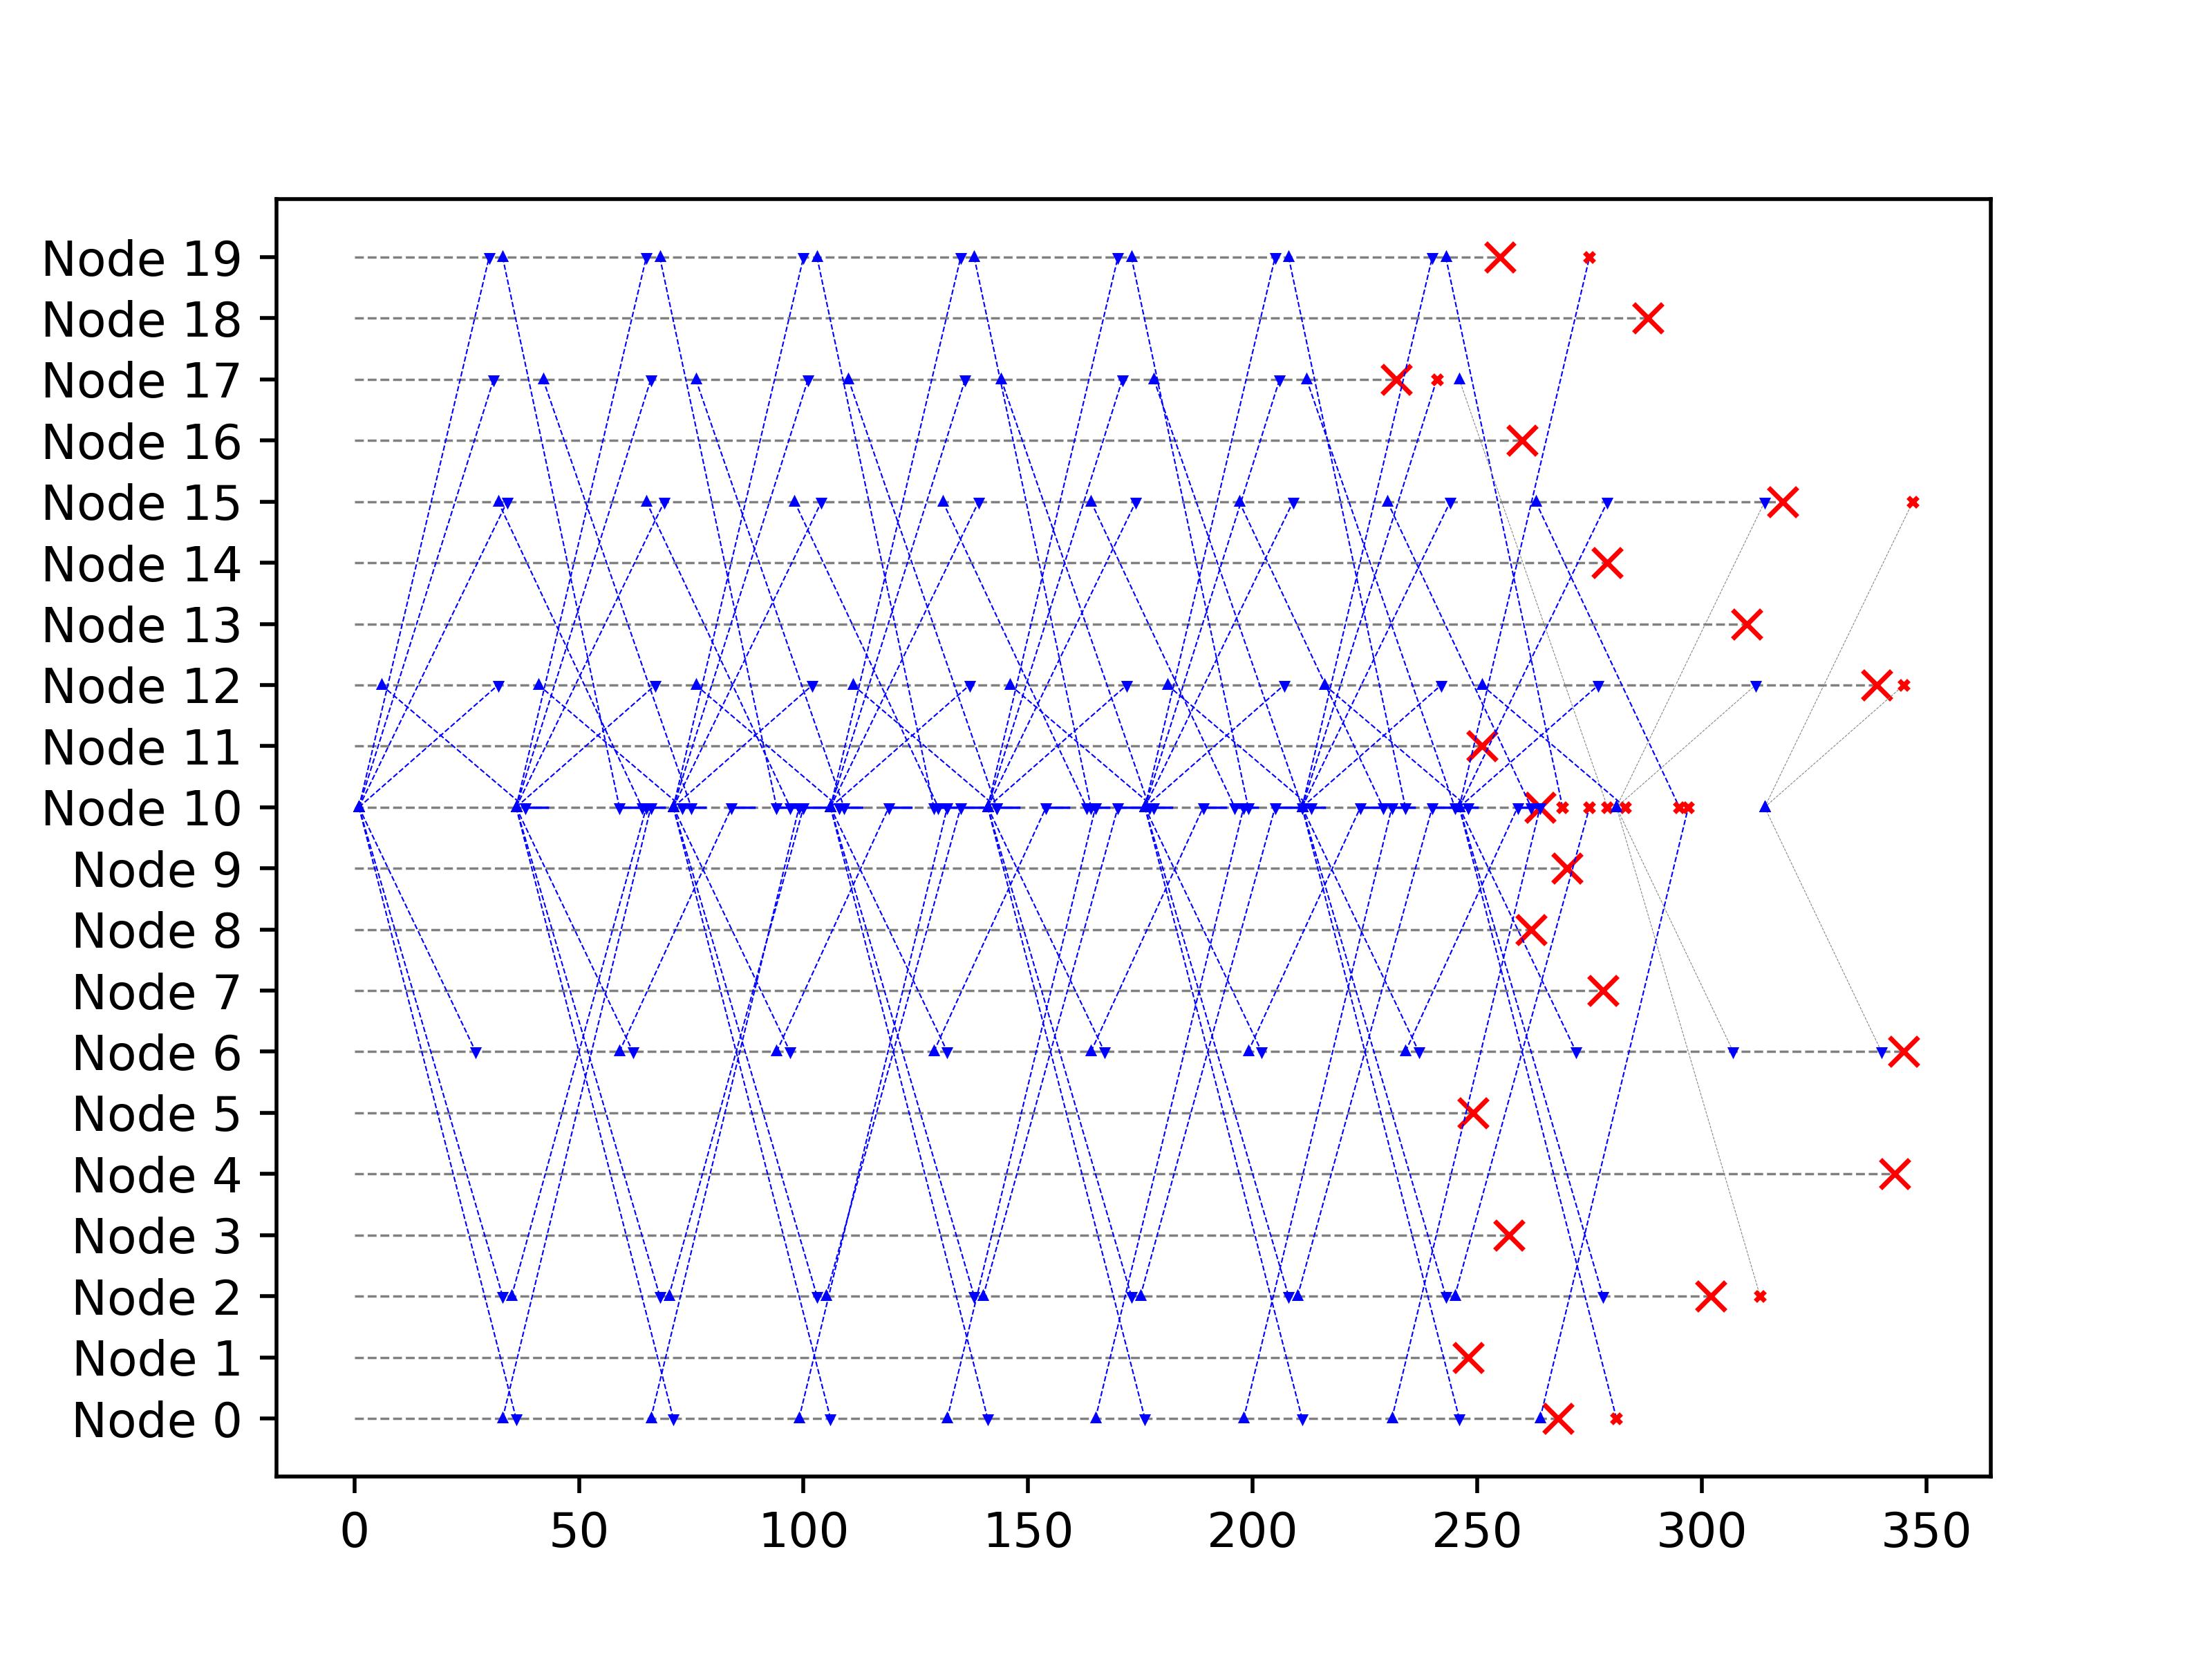 Node 19
Node 18
Node 17
Node 16
Node 15
Node 14
Node 13
Node 12
Node 11
Node 10
Node 9
Node 8
Node 7
Node 6
Node 5
Node 4
Node 3
Node 2
Node 1
Node 0
0 50 100 150 200 250 300 350